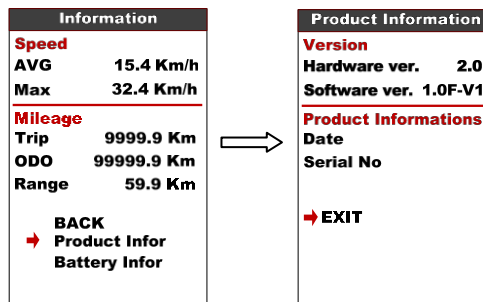 Information
Speed
AVG 15.4 Km/h
Max 32.4 Km/h
Mileage
Trip 9999.9 Km
ODO 99999.9 Km
Range 59.9 Km
BACK
Product Infor
Battery Infor
Product Information
Version
Hardware ver. 2.0
Software ver. 1.0F-V1
Product Informations
Date
Serial No
EXIT